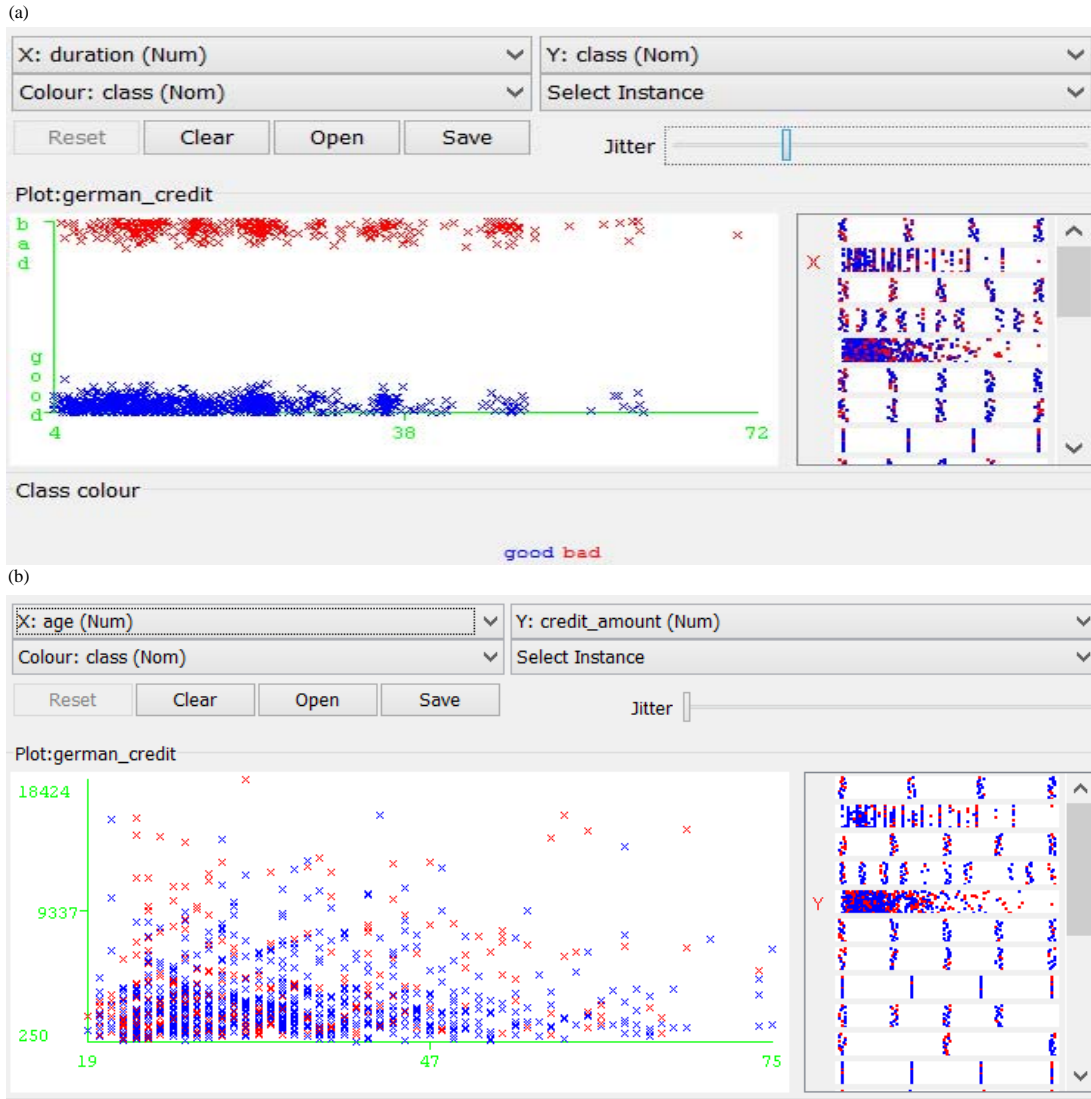 (a)
X: duration (Num) Y: class (Nom)
Colour: class (Nom) Select Instance
Reset Clear Open Save Jitter
Plot:german_credit
bad
X
good
4 38 72
Class colour
good bad
(b)
X: age (Num) Y: credit_amount (Num)
Colour: class (Nom) Select Instance
Reset Clear Open Save Jitter
Plot:german_credit
18424
9337
Y
250
19 47 75